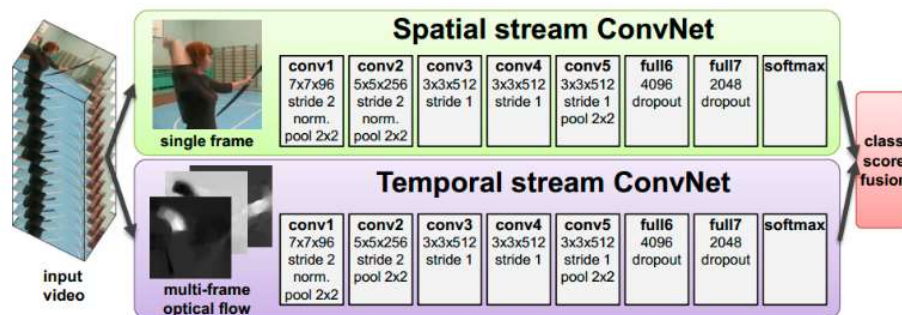 Spatial stream ConvNet
conv1
7x7x96
stride 2
norm.
pool 2x2
conv2
5x5x256
stride 2
norm.
pool 2x2
conv3
3x3x512
stride 1
conv4
3x3x512
stride 1
conv5
3x3x512
stride 1
pool 2x2
full6
4096
dropout
full7
2048
dropout
softmax
single frame
Temporal stream ConvNet
conv1
7x7x96
stride 2
norm.
pool 2x2
conv2
5x5x256
stride 2
pool 2x2
conv3
3x3x512
stride 1
conv4
3x3x512
stride 1
conv5
3x3x512
stride 1
pool 2x2
full6
4096
dropout
full7
2048
dropout
softmax
multi-frame
optical flow
input
video
class
score
fusion